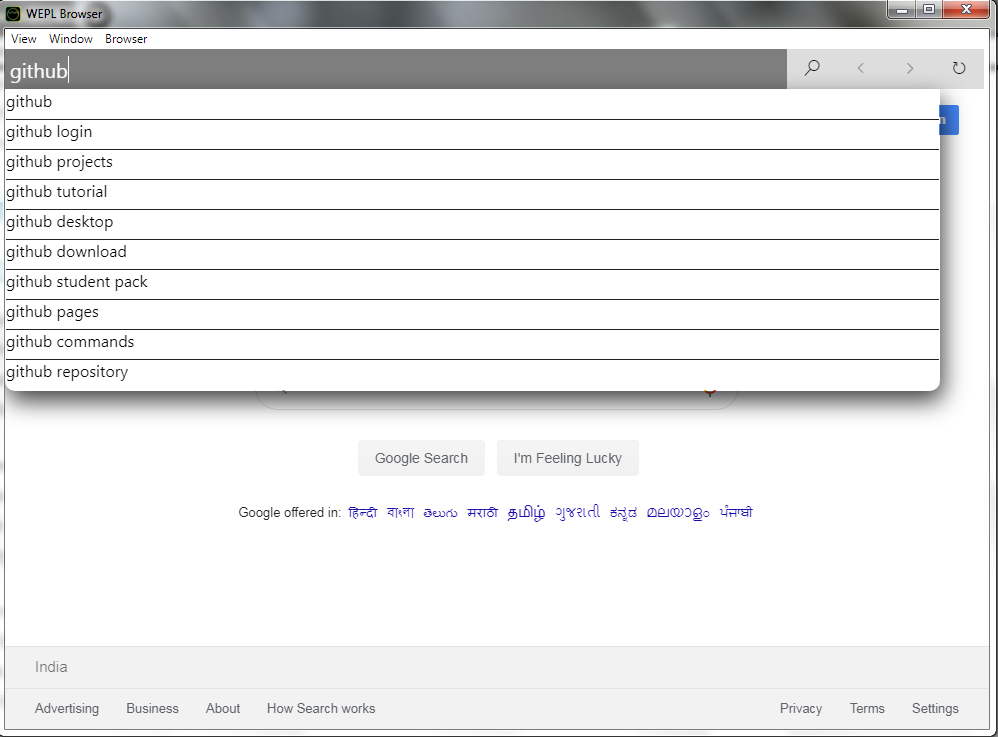 WEPL Browser
View Window Browser
github
github
github login
github projects
github tutorial
github desktop
github download
github student pack
github pages
github commands
github repository
Google Search I'm Feeling Lucky
Google offered in: हिन्दी বাংলা తెలుగు मराठी தமிழ் ગુજરાતી ಕನ್ನಡ മലയാളം ਪੰਜਾਬੀ
India
Advertising Business About How Search works Privacy Terms Settings